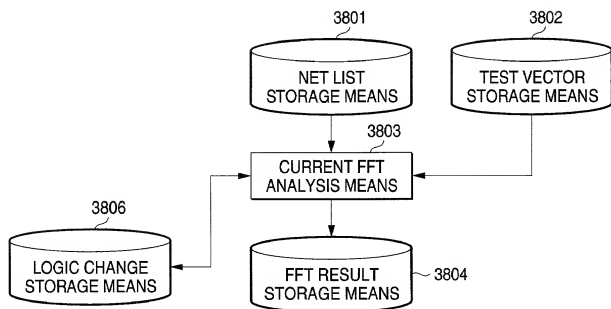 3801
NET LIST
STORAGE MEANS
3802
TEST VECTOR
STORAGE MEANS
3803
CURRENT FFT
ANALYSIS MEANS
3806
LOGIC CHANGE
STORAGE MEANS
FFT RESULT
STORAGE MEANS
3804